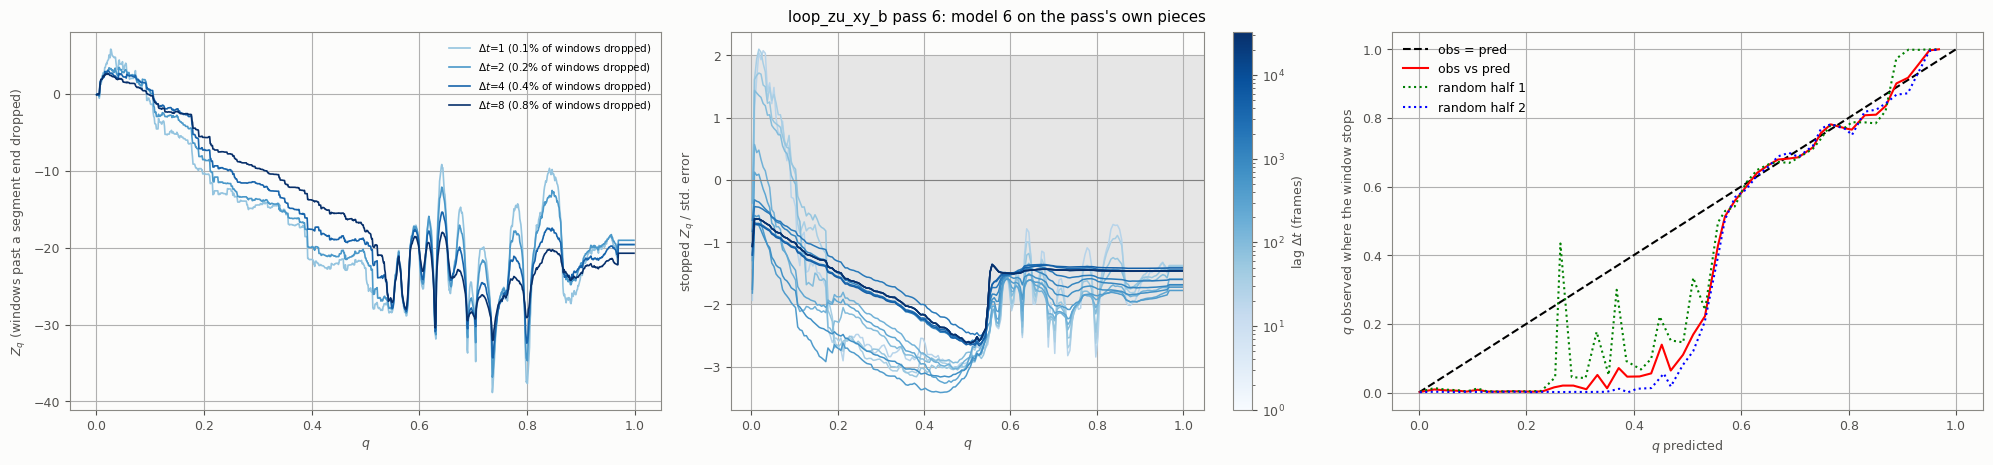 loop_zu_xy_b pass 6: model 6 on the pass's own pieces
Z_q (windows past a segment end dropped)
0
−10
−20
−30
−40
0.0 0.2 0.4 0.6 0.8 1.0
q
Δt=1 (0.1% of windows dropped)
Δt=2 (0.2% of windows dropped)
Δt=4 (0.4% of windows dropped)
Δt=8 (0.8% of windows dropped)
stopped Z_q / std. error
2
1
0
−1
−2
−3
0.0 0.2 0.4 0.6 0.8 1.0
q
10^4
10^3
10^2
10^1
10^0
lag Δt (frames)
q observed where the window stops
1.0
0.8
0.6
0.4
0.2
0.0
0.0 0.2 0.4 0.6 0.8 1.0
q predicted
obs = pred
obs vs pred
random half 1
random half 2